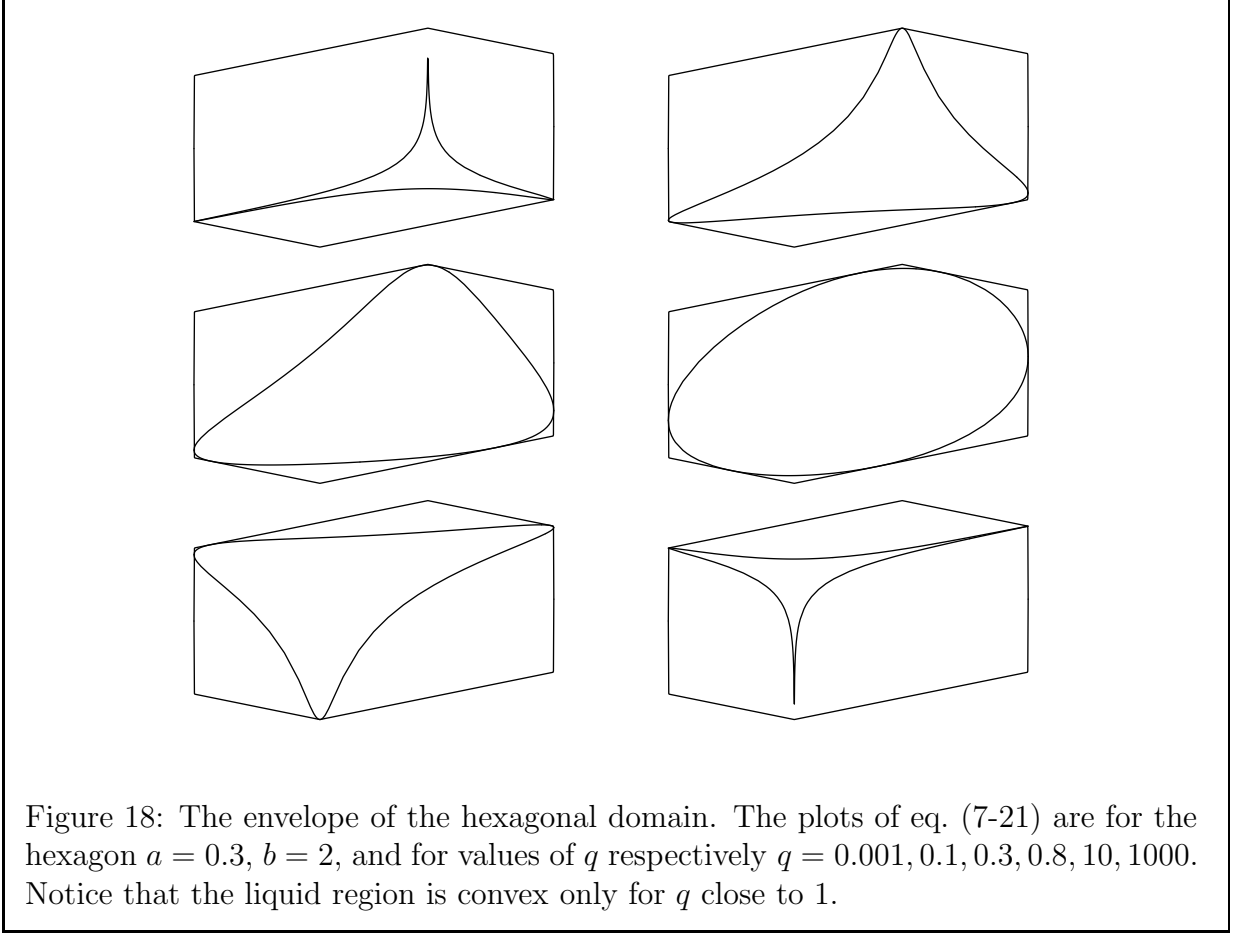 Figure 18: The envelope of the hexagonal domain. The plots of eq. (7-21) are for the
hexagon a = 0.3, b = 2, and for values of q respectively q = 0.001, 0.1, 0.3, 0.8, 10, 1000.
Notice that the liquid region is convex only for q close to 1.